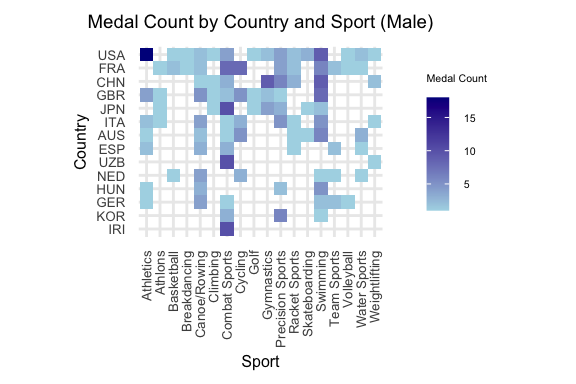 Medal Count by Country and Sport (Male)
Country
USA
FRA
CHN
GBR
JPN
ITA
AUS
ESP
UZB
NED
HUN
GER
KOR
IRI
Athletics
Athlons
Basketball
Breakdancing
Canoe/Rowing
Climbing
Combat Sports
Cycling
Golf
Gymnastics
Precision Sports
Racket Sports
Skateboarding
Swimming
Team Sports
Volleyball
Water Sports
Weightlifting
Sport
Medal Count
15
10
5